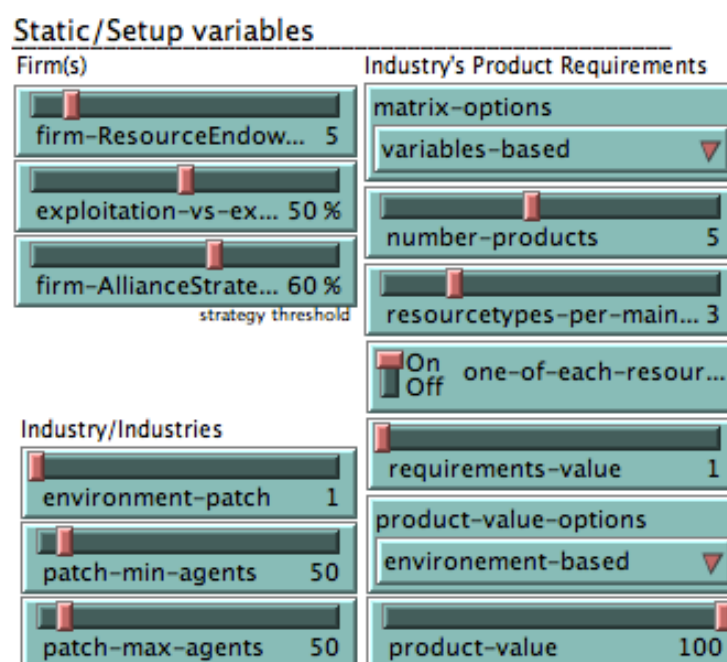 Static/Setup variables
Firm(s)
firm-ResourceEndow... 5
exploitation-vs-ex... 50 %
firm-AllianceStrate... 60 %
strategy threshold
Industry/Industries
environment-patch 1
patch-min-agents 50
patch-max-agents 50
Industry's Product Requirements
matrix-options
variables-based
number-products 5
resourcetypes-per-main... 3
On
Off
one-of-each-resour...
requirements-value 1
product-value-options
environement-based
product-value 100